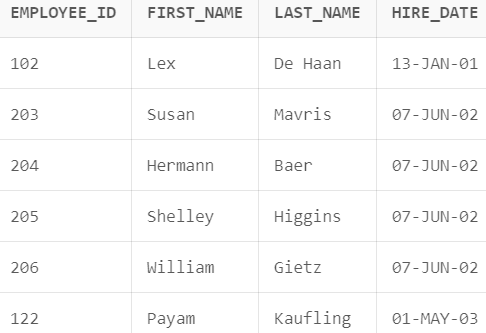 EMPLOYEE_ID FIRST_NAME LAST_NAME HIRE_DATE
102 Lex De Haan 13-JAN-01
203 Susan Mavris 07-JUN-02
204 Hermann Baer 07-JUN-02
205 Shelley Higgins 07-JUN-02
206 William Gietz 07-JUN-02
122 Payam Kaufling 01-MAY-03